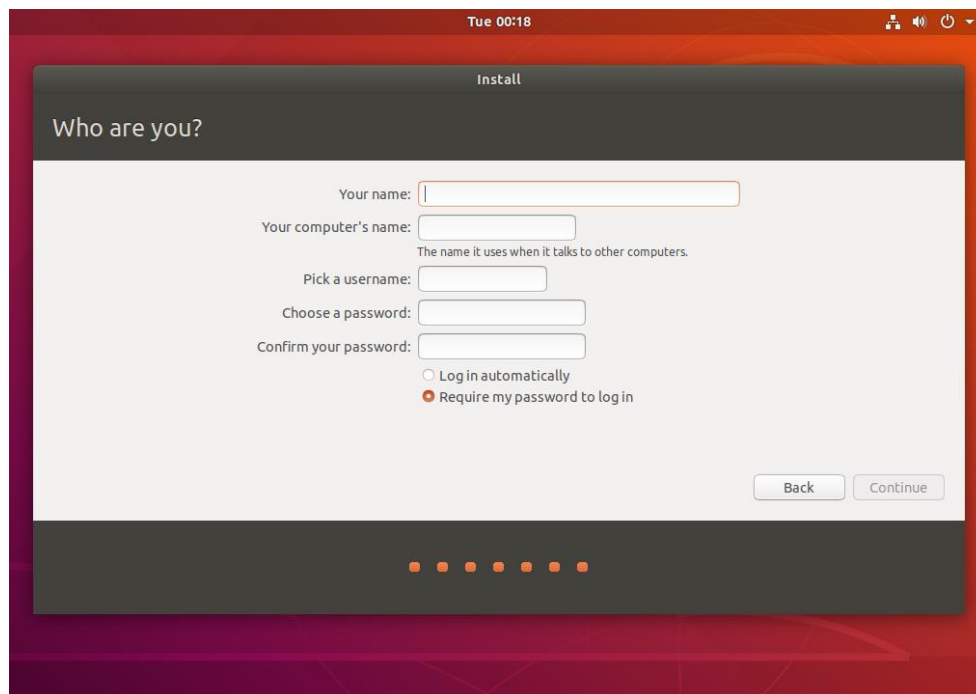 Tue 00:18
Install
Who are you?
Your name:
Your computer's name:
The name it uses when it talks to other computers.
Pick a username:
Choose a password:
Confirm your password:
Log in automatically
Require my password to log in
Back Continue